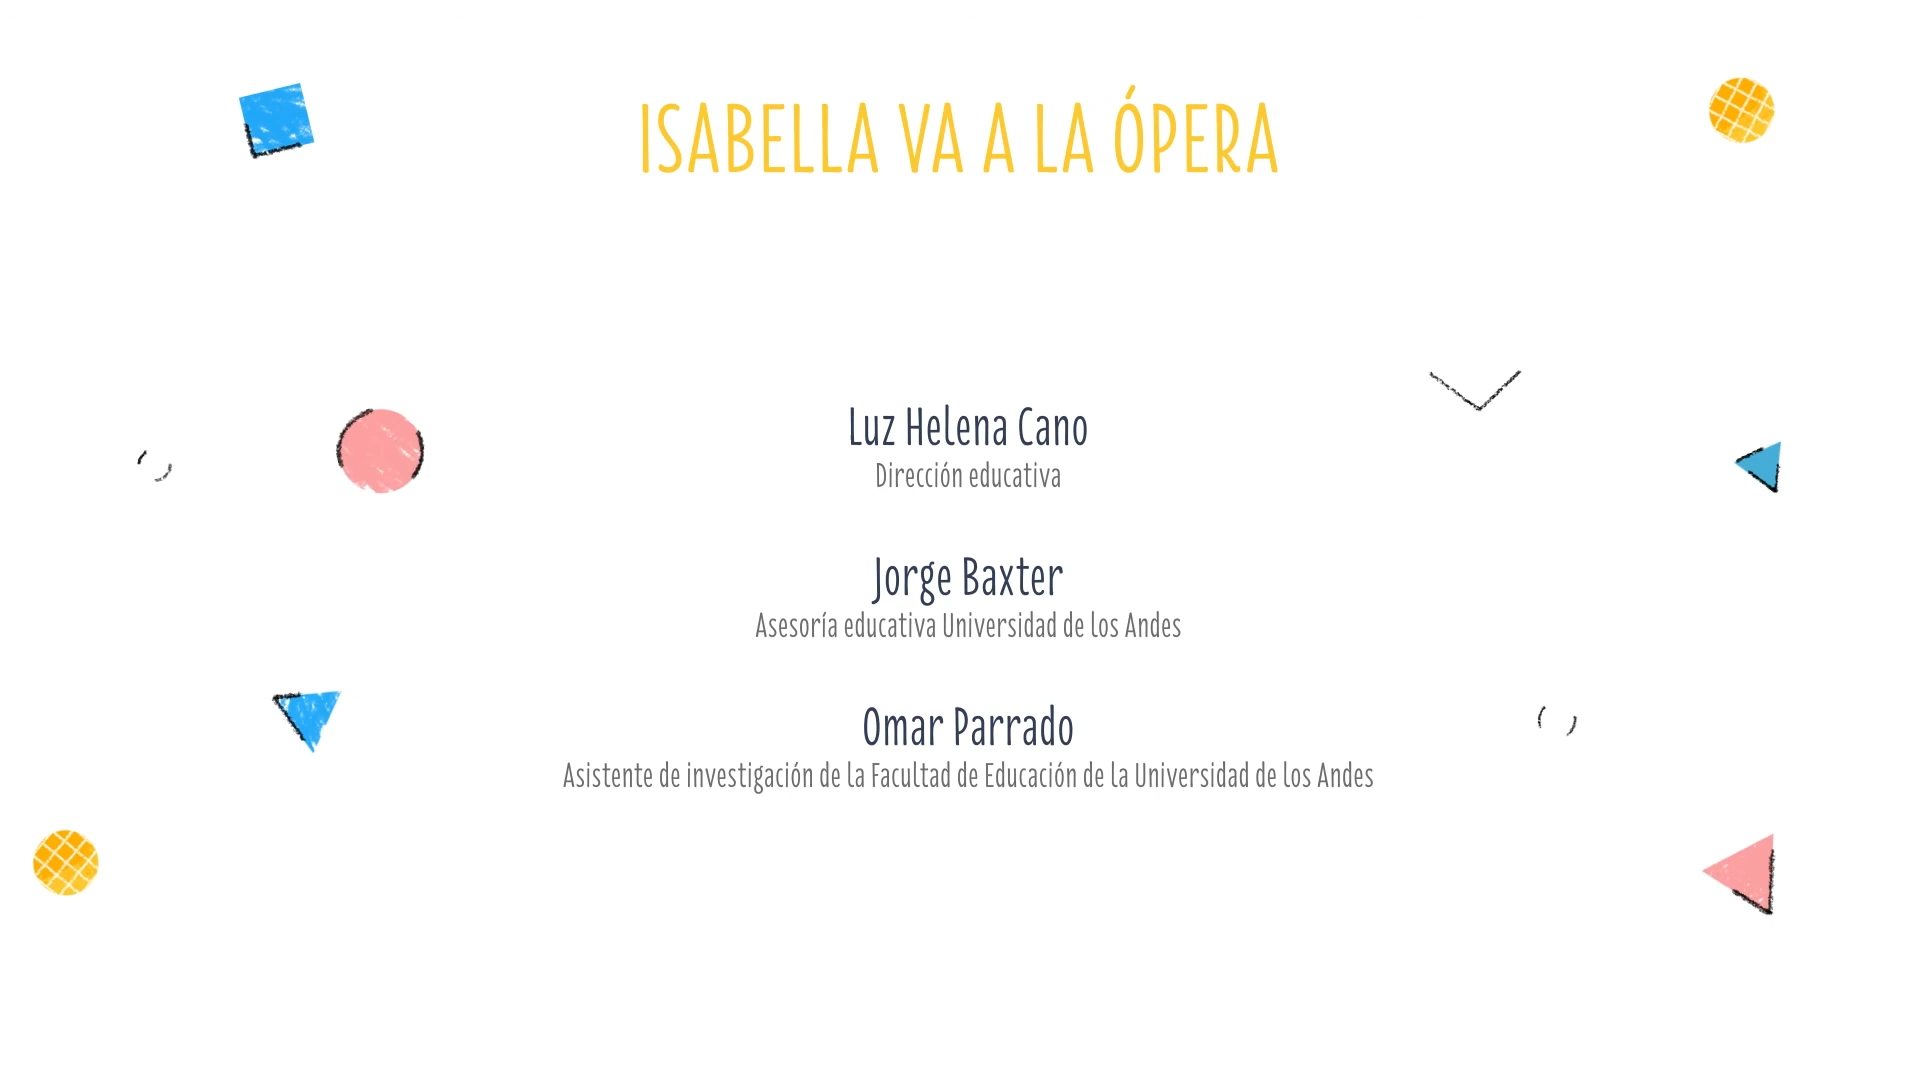 ISABELLA VA A LA ÓPERA
Luz Helena Cano
Dirección educativa
Jorge Baxter
Asesoría educativa Universidad de los Andes
Omar Parrado
Asistente de investigación de la Facultad de Educación de la Universidad de los Andes